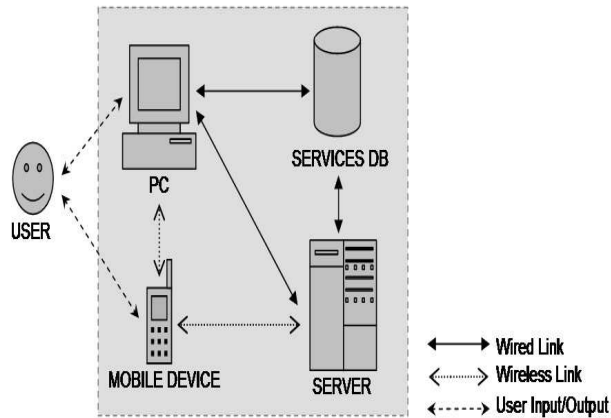 SERVICES DB
PC
USER
MOBILE DEVICE
SERVER
Wired Link
Wireless Link
User Input/Output